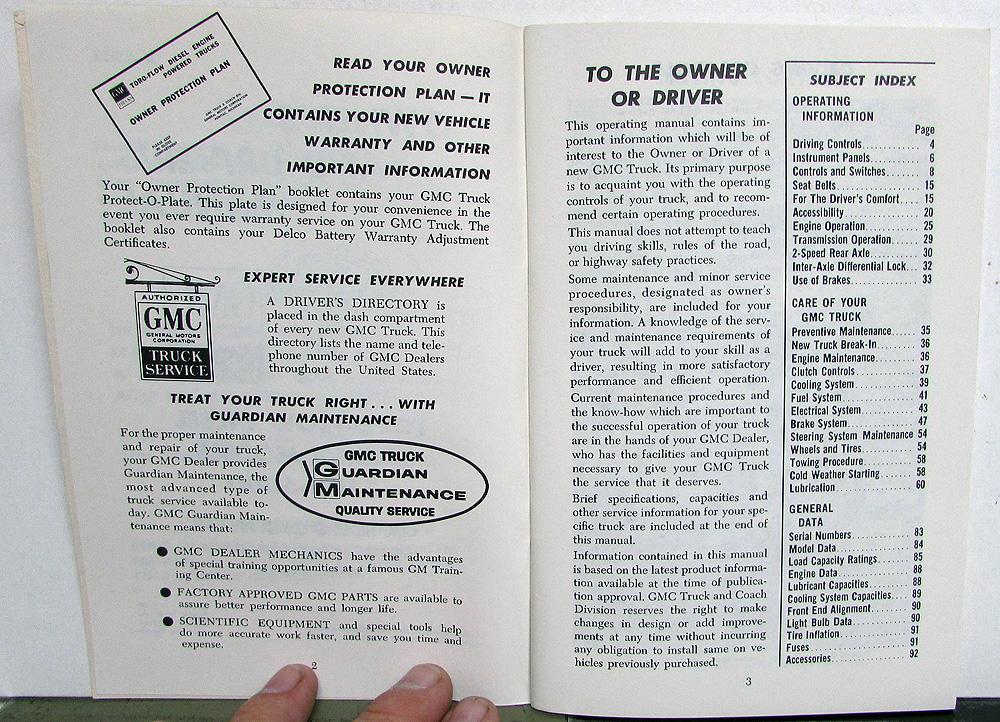 GMC
TORO-FLOW DIESEL ENGINE
POWERED TRUCKS
OWNER PROTECTION PLAN
READ YOUR OWNER
PROTECTION PLAN — IT
CONTAINS YOUR NEW VEHICLE
WARRANTY AND OTHER
IMPORTANT INFORMATION
Your "Owner Protection Plan" booklet contains your GMC Truck
Protect-O-Plate. This plate is designed for your convenience in the
event you ever require warranty service on your GMC Truck. The
booklet also contains your Delco Battery Warranty Adjustment
Certificates.
EXPERT SERVICE EVERYWHERE
AUTHORIZED
GMC
GENERAL MOTORS
CORPORATION
TRUCK
SERVICE
A DRIVER'S DIRECTORY is
placed in the dash compartment
of every new GMC Truck. This
directory lists the name and tele-
phone number of GMC Dealers
throughout the United States.
TREAT YOUR TRUCK RIGHT . . . WITH
GUARDIAN MAINTENANCE
For the proper maintenance
and repair of your truck,
your GMC Dealer provides
Guardian Maintenance, the
most advanced type of
truck service available to-
day. GMC Guardian Main-
tenance means that:
GMC TRUCK
GUARDIAN
MAINTENANCE
QUALITY SERVICE
● GMC DEALER MECHANICS have the advantages
of special training opportunities at a famous GM Train-
ing Center.
● FACTORY APPROVED GMC PARTS are available to
assure better performance and longer life.
● SCIENTIFIC EQUIPMENT and special tools help
do more accurate work faster, and save you time and
expense.
2
TO THE OWNER
OR DRIVER
This operating manual contains im-
portant information which will be of
interest to the Owner or Driver of a
new GMC Truck. Its primary purpose
is to acquaint you with the operating
controls of your truck, and to recom-
mend certain operating procedures.
This manual does not attempt to teach
you driving skills, rules of the road,
or highway safety practices.
Some maintenance and minor service
procedures, designated as owner's
responsibility, are included for your
information. A knowledge of the serv-
ice and maintenance requirements of
your truck will add to your skill as a
driver, resulting in more satisfactory
performance and efficient operation.
Current maintenance procedures and
the know-how which are important to
the successful operation of your truck
are in the hands of your GMC Dealer,
who has the facilities and equipment
necessary to give your GMC Truck
the service that it deserves.
Brief specifications, capacities and
other service information for your spe-
cific truck are included at the end of
this manual.
Information contained in this manual
is based on the latest product informa-
tion available at the time of publica-
tion approval. GMC Truck and Coach
Division reserves the right to make
changes in design or add improve-
ments at any time without incurring
any obligation to install same on ve-
hicles previously purchased.
SUBJECT INDEX
OPERATING
INFORMATION
Page
Driving Controls 4
Instrument Panels 6
Controls and Switches 8
Seat Belts 15
For The Driver's Comfort 15
Accessibility 20
Engine Operation 25
Transmission Operation 29
2-Speed Rear Axle 30
Inter-Axle Differential Lock 32
Use of Brakes 33
CARE OF YOUR
GMC TRUCK
Preventive Maintenance 35
New Truck Break-In 36
Engine Maintenance 36
Clutch Controls 37
Cooling System 39
Fuel System 41
Electrical System 43
Brake System 47
Steering System Maintenance 54
Wheels and Tires 54
Towing Procedure 58
Cold Weather Starting 58
Lubrication 60
GENERAL
DATA
Serial Numbers 83
Model Data 84
Load Capacity Ratings 85
Engine Data 88
Lubricant Capacities 88
Cooling System Capacities 89
Front End Alignment 90
Light Bulb Data 90
Tire Inflation 91
Fuses 91
Accessories 92
3